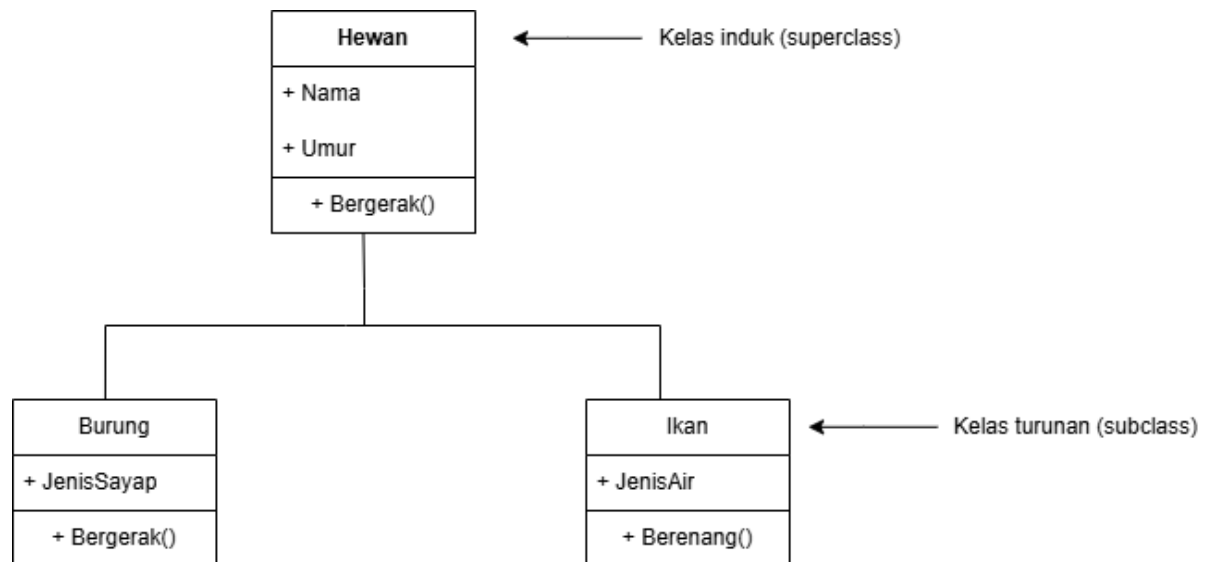 Hewan
Kelas induk (superclass)
+ Nama
+ Umur
+ Bergerak()
Burung
Ikan
Kelas turunan (subclass)
+ JenisSayap
+ JenisAir
+ Bergerak()
+ Berenang()